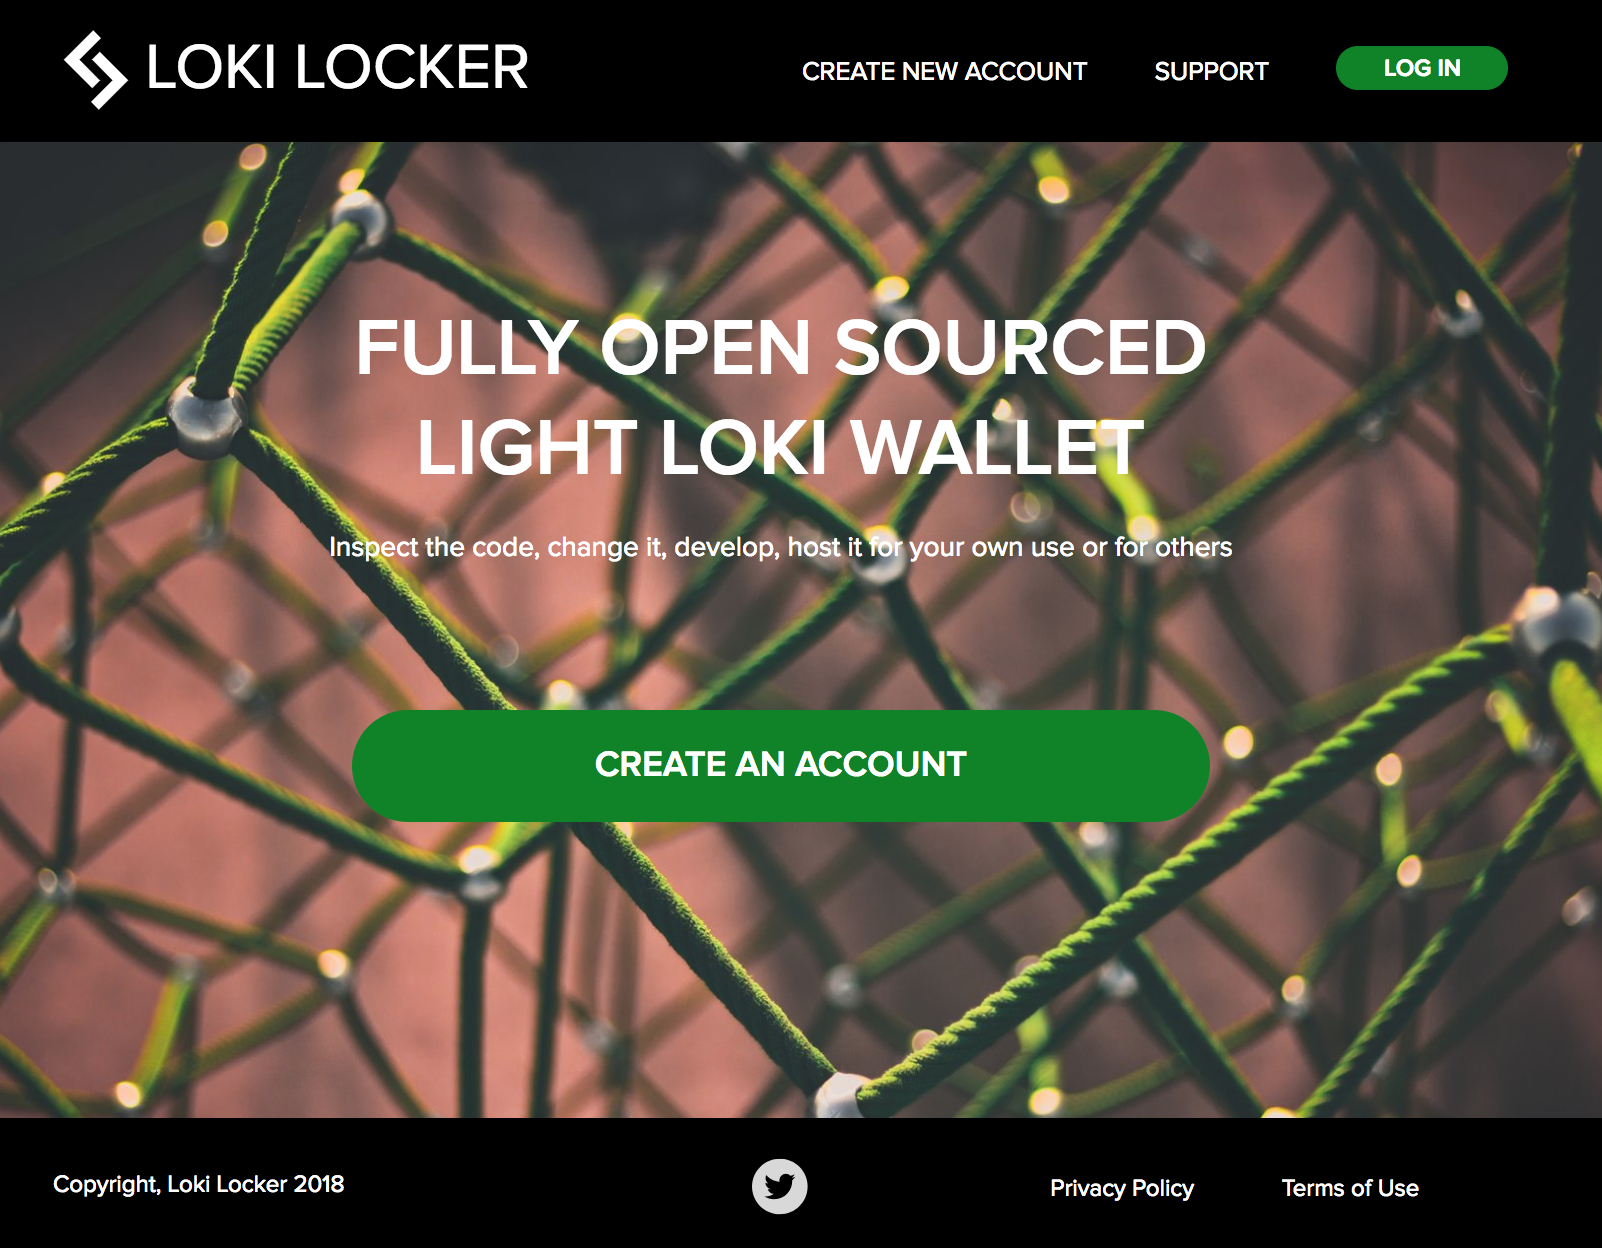 LOKI LOCKER
CREATE NEW ACCOUNT
SUPPORT
LOG IN
FULLY OPEN SOURCED
LIGHT LOKI WALLET
Inspect the code, change it, develop, host it for your own use or for others
CREATE AN ACCOUNT
Copyright, Loki Locker 2018
Privacy Policy
Terms of Use